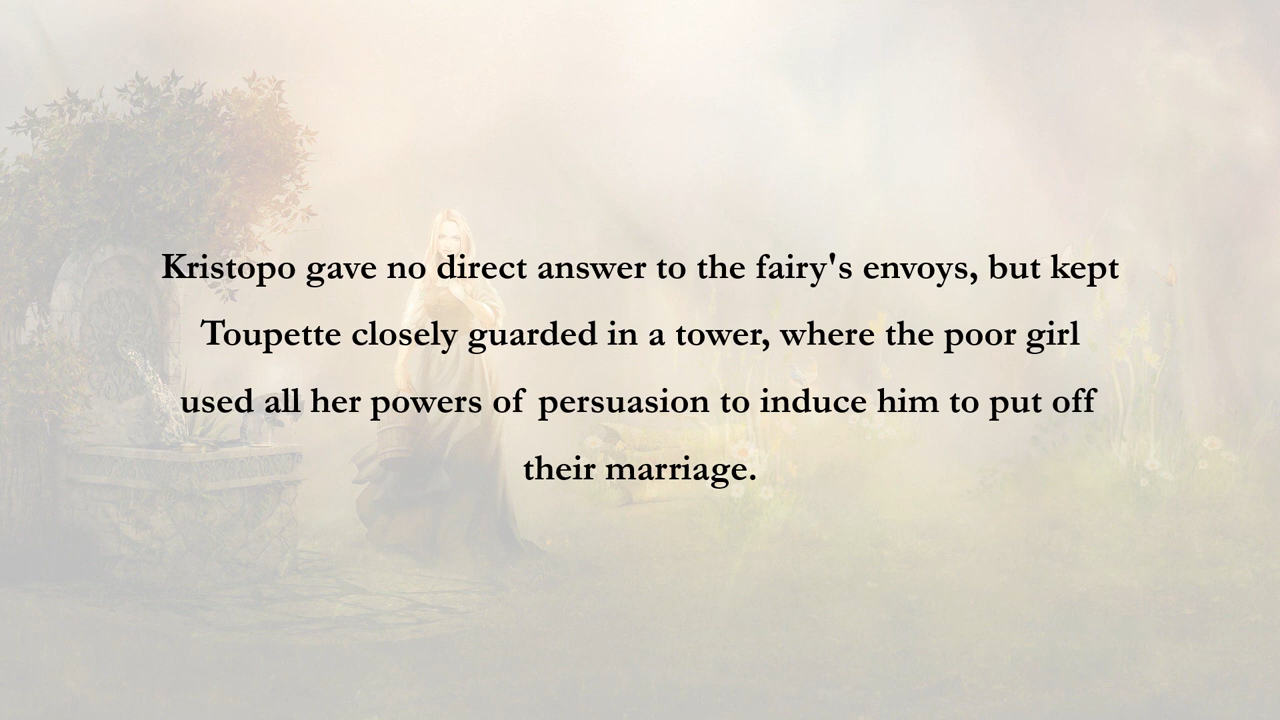 Kristopo gave no direct answer to the fairy's envoys, but kept
Toupette closely guarded in a tower, where the poor girl
used all her powers of persuasion to induce him to put off
their marriage.